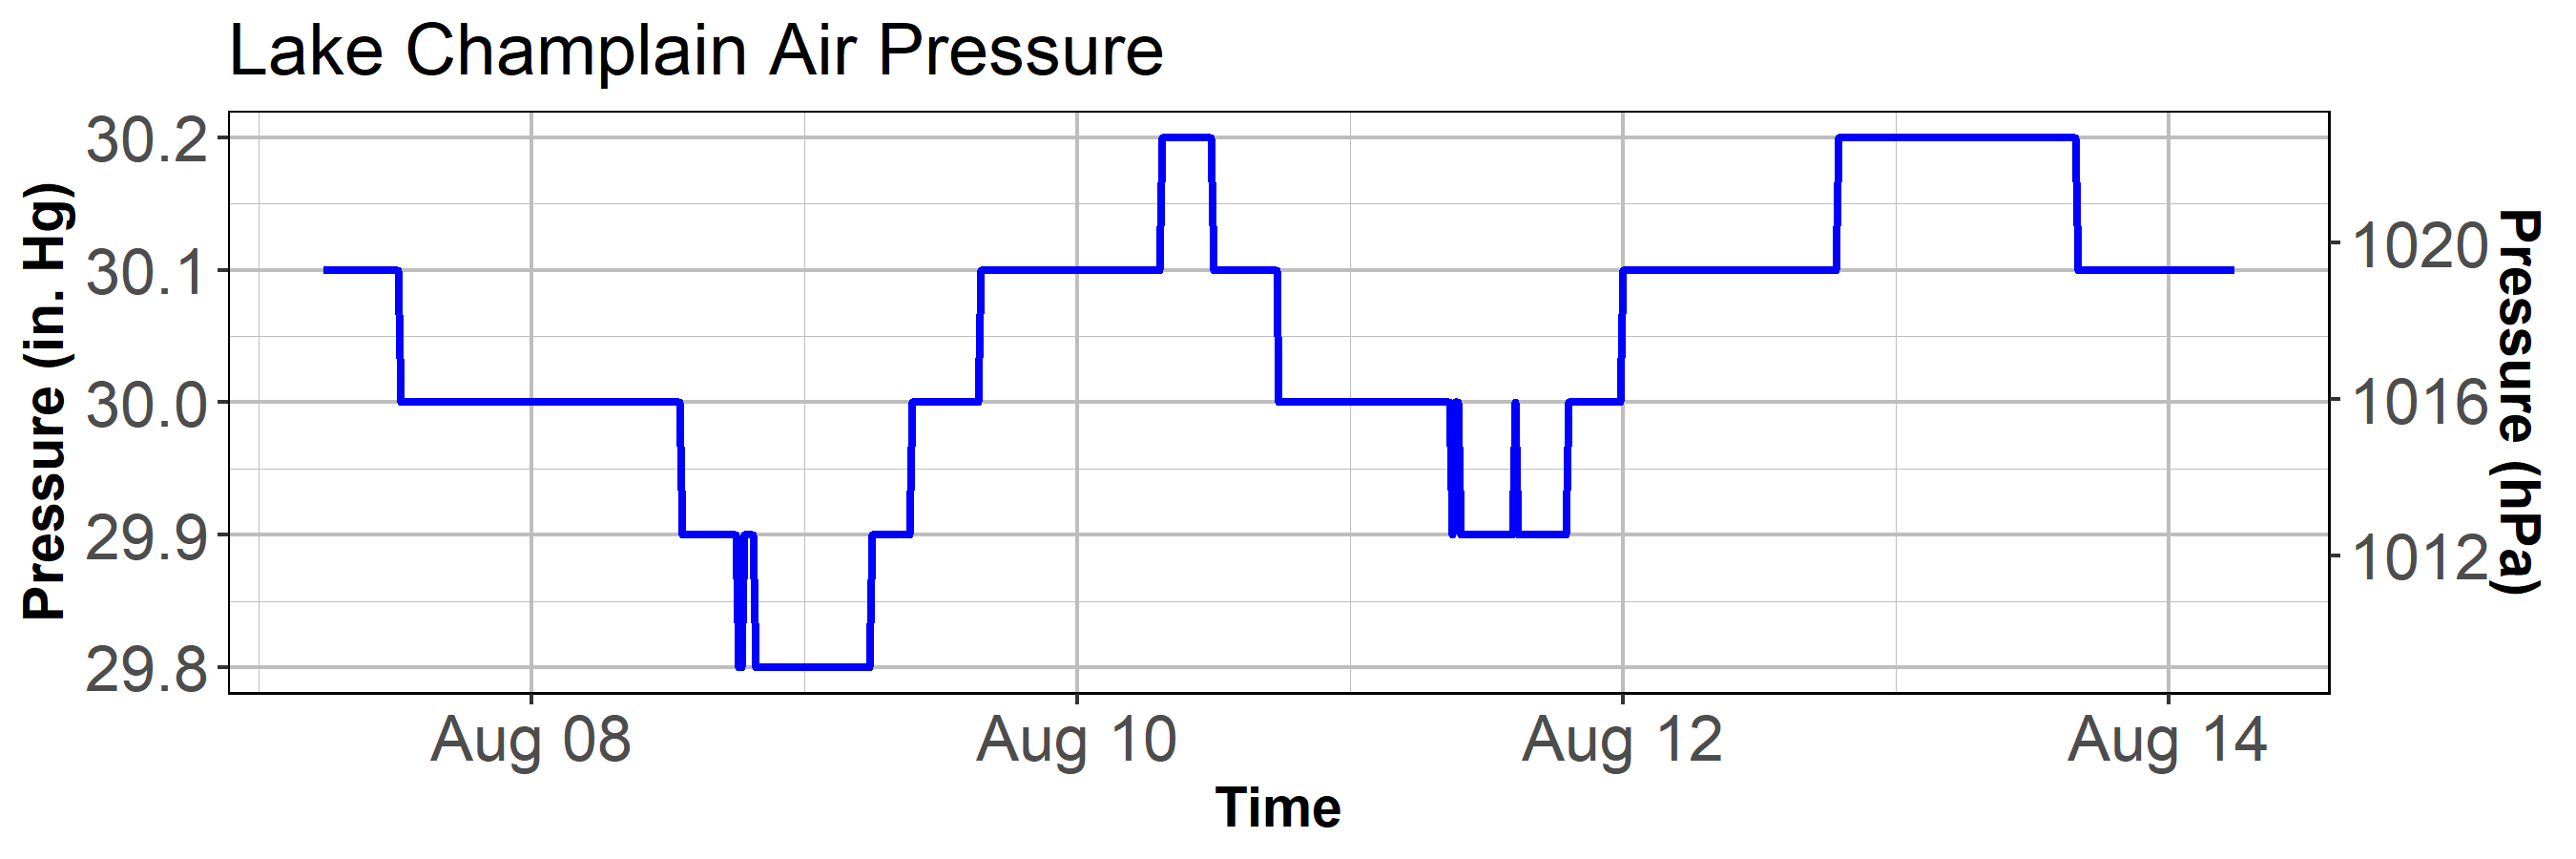 Lake Champlain Air Pressure
Pressure (in. Hg)
30.2
30.1
30.0
29.9
29.8
1020
1016
1012
Pressure (hPa)
Aug 08
Aug 10
Aug 12
Aug 14
Time